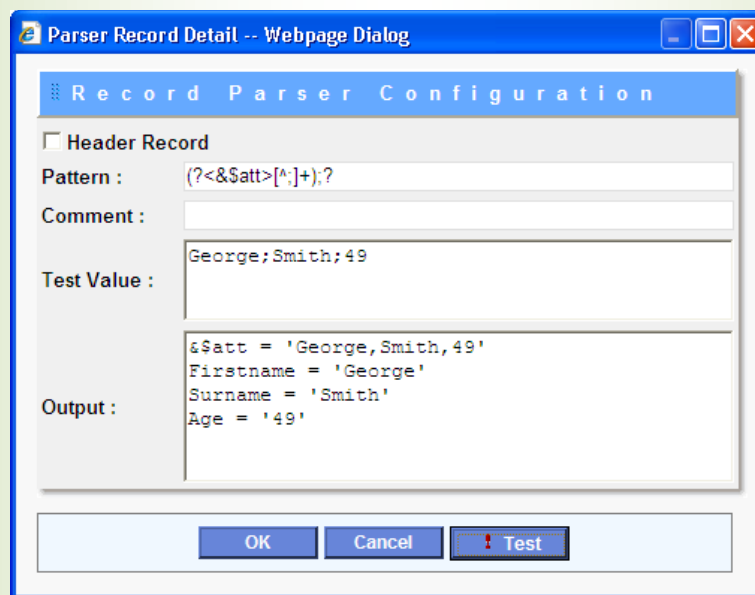 Parser Record Detail -- Webpage Dialog
Record Parser Configuration
Header Record
Pattern : (?<&$att>[^;]+);?
Comment :
Test Value : George;Smith;49
Output : &$att = 'George,Smith,49'
Firstname = 'George'
Surname = 'Smith'
Age = '49'
OK Cancel ! Test